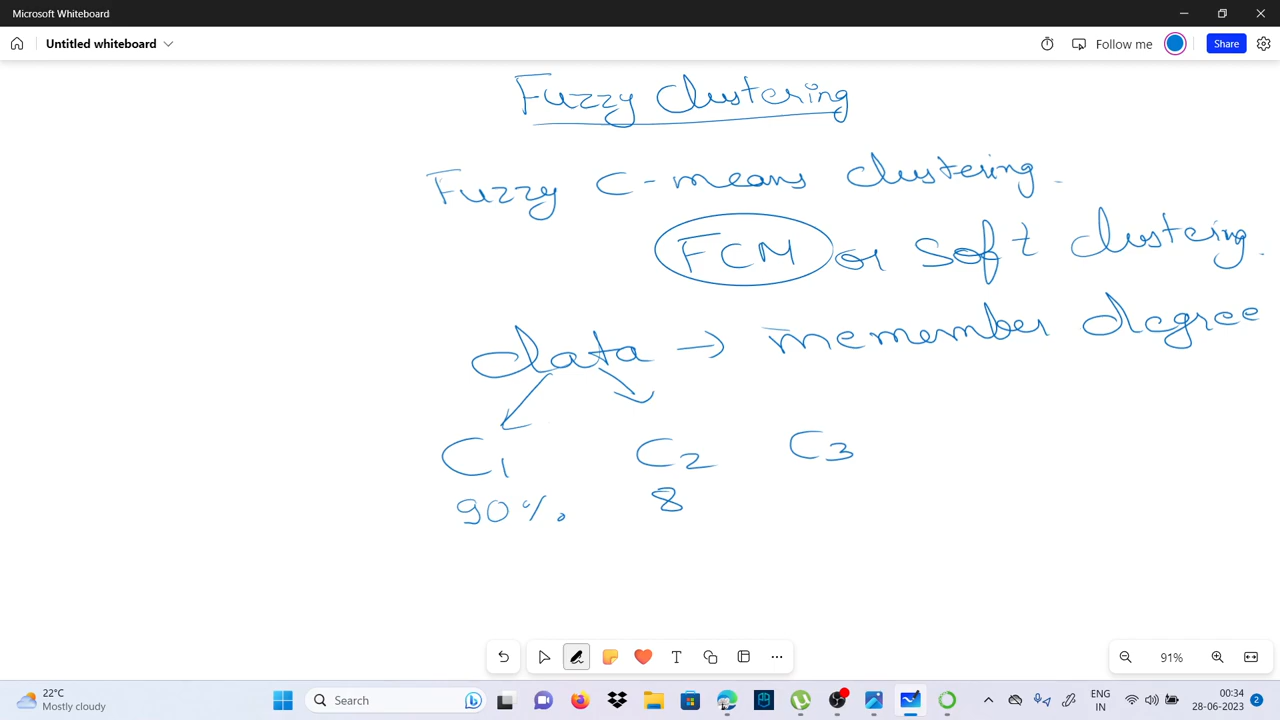 Microsoft Whiteboard
Untitled whiteboard
Follow me
Share
Fuzzy Clustering
Fuzzy C-means clustering.
FCM or Soft clustering.
data → memember degree
C1 C2 C3
90% 8
91%
22°C
Mostly cloudy
Search
ENG
IN
00:34
28-06-2023
2